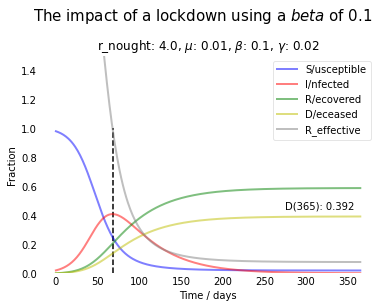 The impact of a lockdown using a beta of 0.1
r_nought: 4.0, μ: 0.01, β: 0.1, γ: 0.02
S/usceptible
I/nfected
R/ecovered
D/eceased
R_effective
1.4
1.2
1.0
0.8
0.6
0.4
0.2
0.0
Fraction
D(365): 0.392
0 50 100 150 200 250 300 350
Time / days